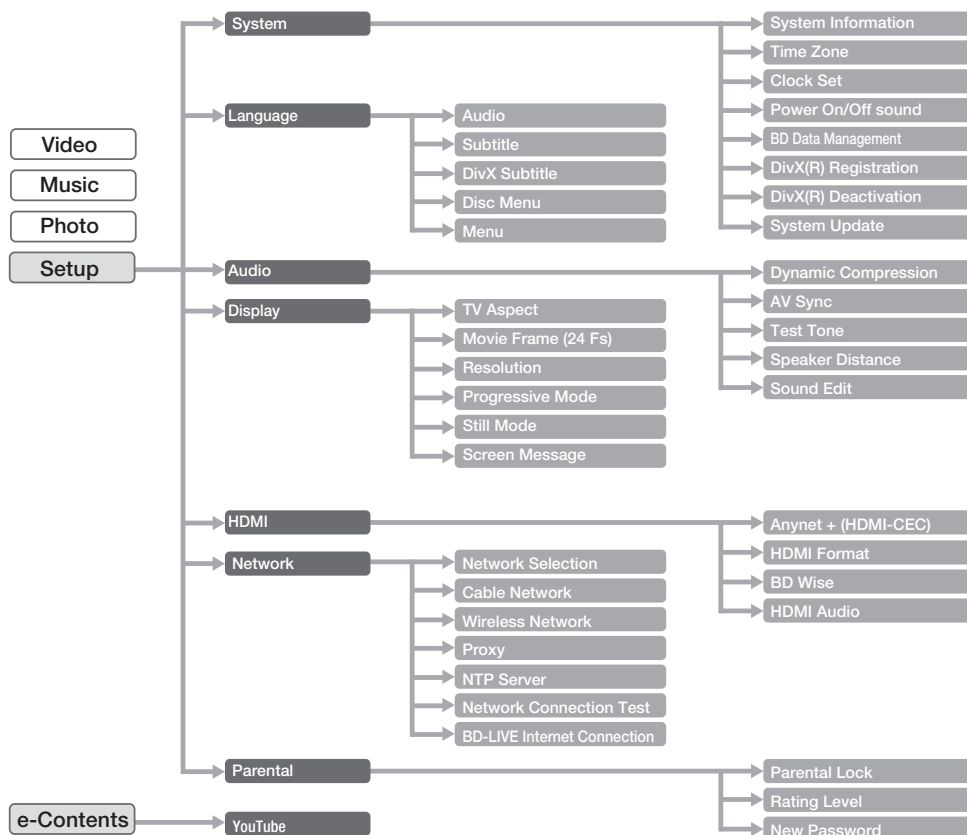 Video
Music
Photo
Setup
e-Contents
System
System Information
Time Zone
Clock Set
Power On/Off sound
BD Data Management
DivX(R) Registration
DivX(R) Deactivation
System Update
Language
Audio
Subtitle
DivX Subtitle
Disc Menu
Menu
Audio
Dynamic Compression
AV Sync
Test Tone
Speaker Distance
Sound Edit
Display
TV Aspect
Movie Frame (24 Fs)
Resolution
Progressive Mode
Still Mode
Screen Message
HDMI
Anynet + (HDMI-CEC)
HDMI Format
BD Wise
HDMI Audio
Network
Network Selection
Cable Network
Wireless Network
Proxy
NTP Server
Network Connection Test
BD-LIVE Internet Connection
Parental
Parental Lock
Rating Level
New Password
YouTube